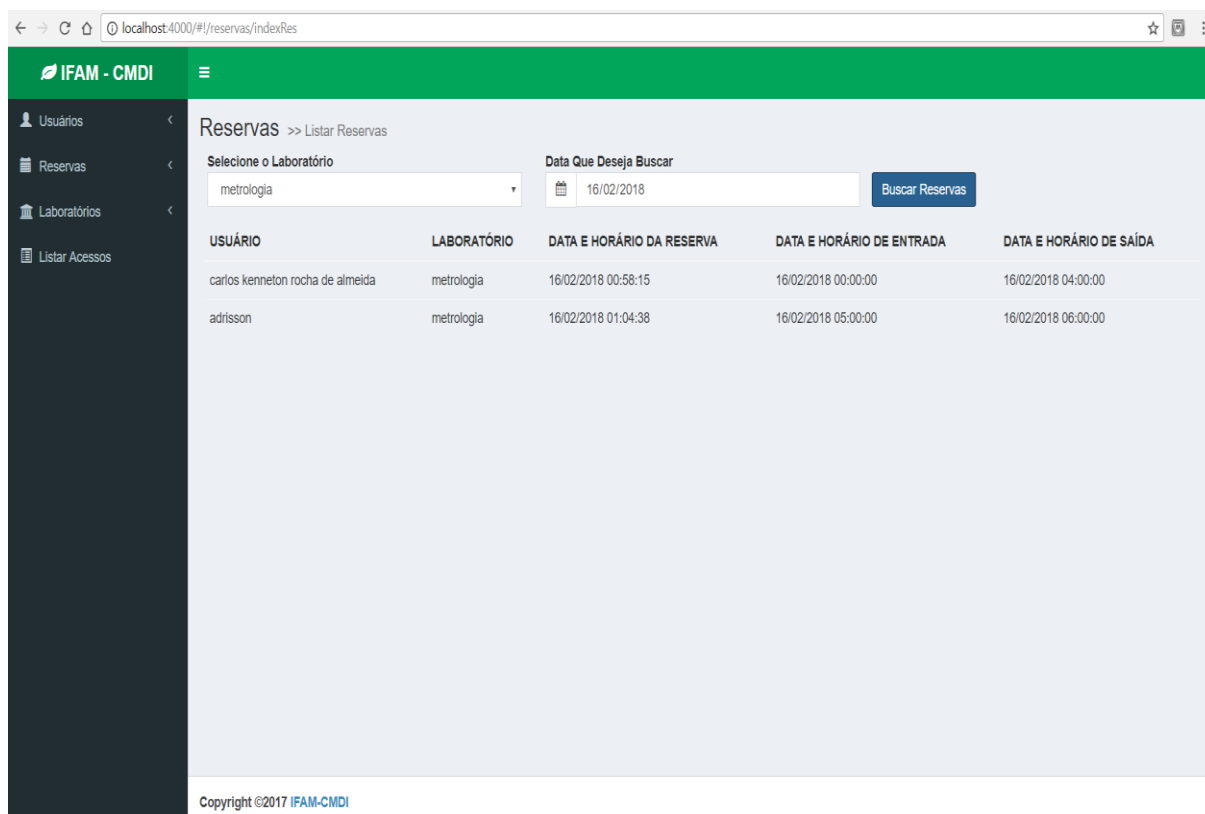 localhost:4000/#!/reservas/indexRes
IFAM - CMDI
Usuários
Reservas
Laboratórios
Listar Acessos
Reservas >> Listar Reservas
Selecione o Laboratório Data Que Deseja Buscar
metrologia 16/02/2018 Buscar Reservas
USUÁRIO LABORATÓRIO DATA E HORÁRIO DA RESERVA DATA E HORÁRIO DE ENTRADA DATA E HORÁRIO DE SAÍDA
carlos kenneton rocha de almeida metrologia 16/02/2018 00:58:15 16/02/2018 00:00:00 16/02/2018 04:00:00
adrisson metrologia 16/02/2018 01:04:38 16/02/2018 05:00:00 16/02/2018 06:00:00
Copyright ©2017 IFAM-CMDI